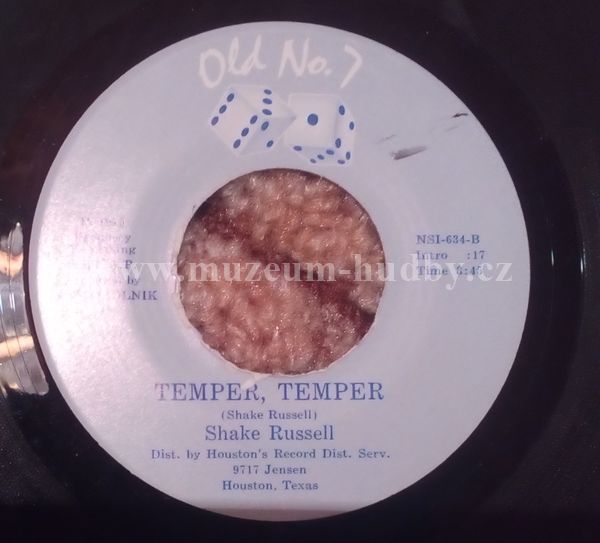 Old No. 7
NSI-634-B
Intro :17
Time
www.muzeum-hudby.cz
TEMPER, TEMPER
(Shake Russell)
Shake Russell
Dist. by Houston's Record Dist. Serv.
9717 Jensen
Houston, Texas